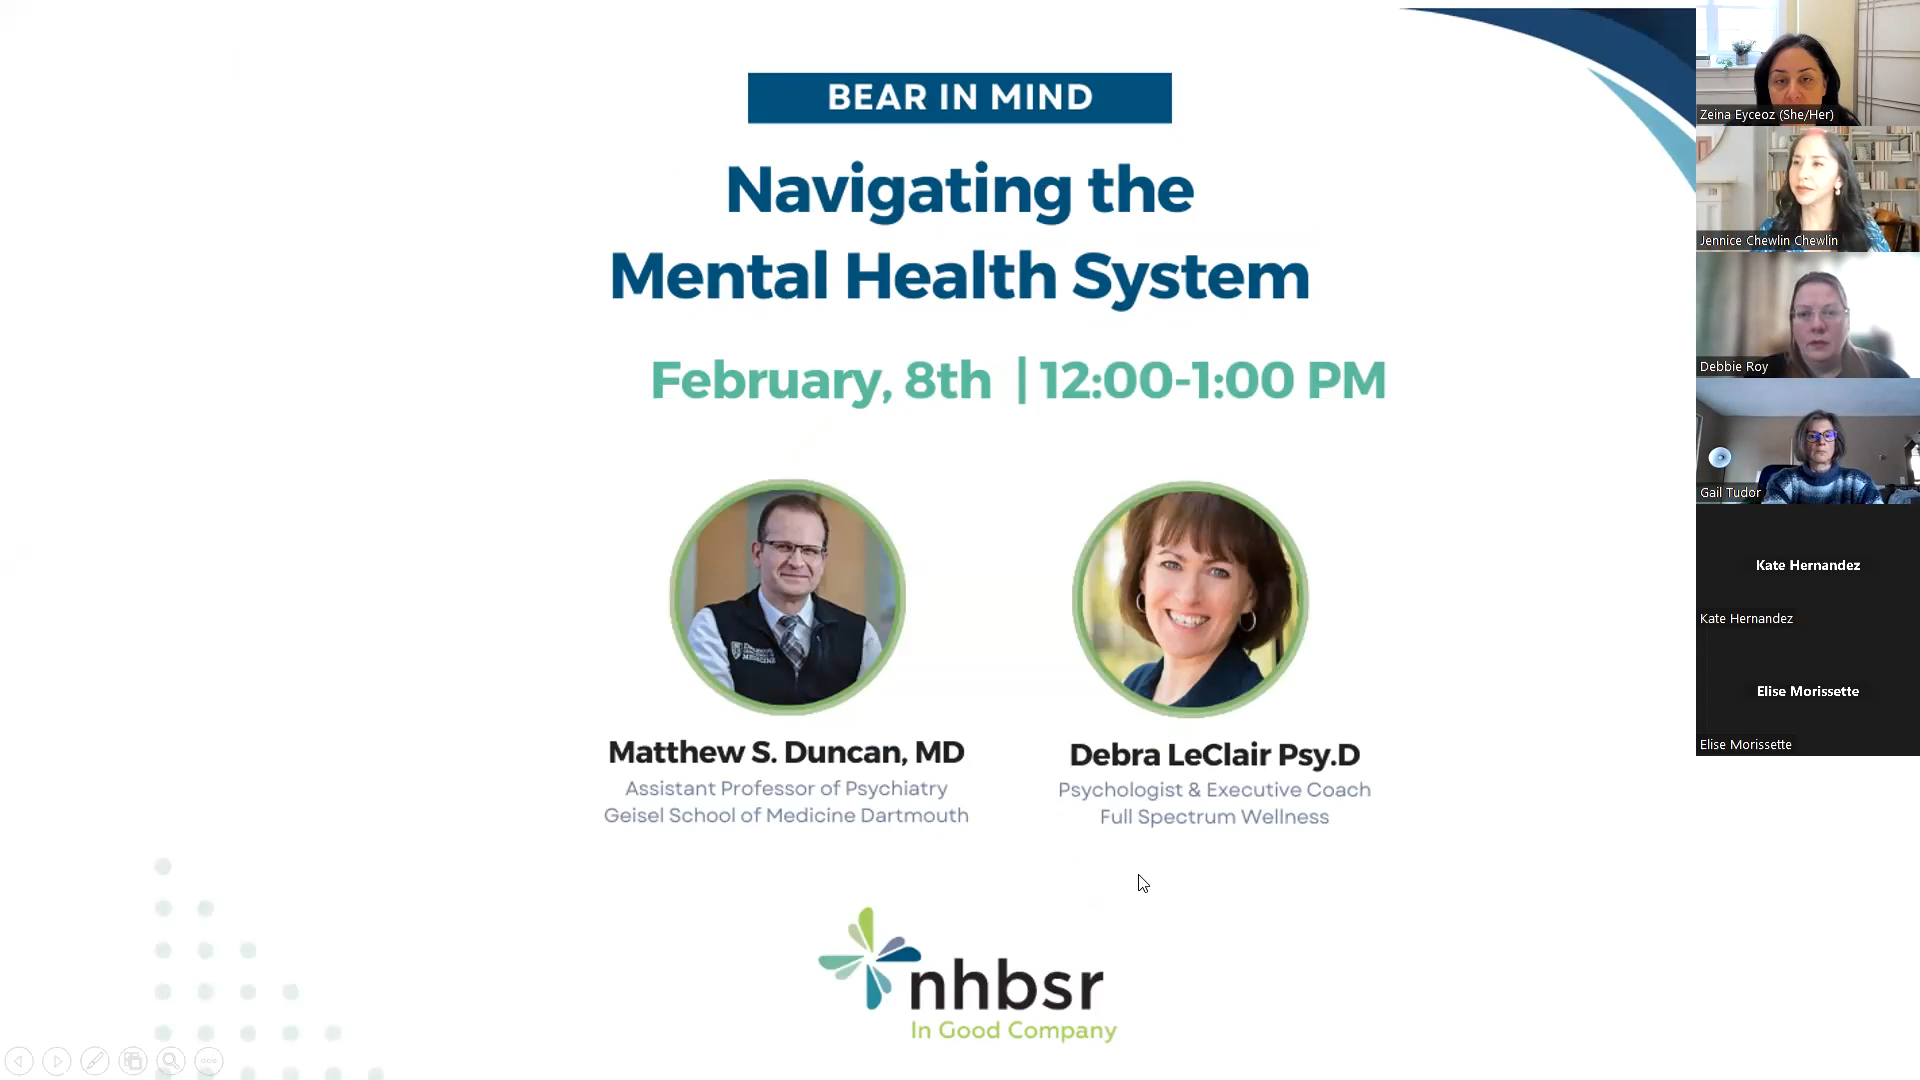 BEAR IN MIND
Navigating the
Mental Health System
February, 8th | 12:00-1:00 PM
Matthew S. Duncan, MD
Assistant Professor of Psychiatry
Geisel School of Medicine Dartmouth
Debra LeClair Psy.D
Psychologist & Executive Coach
Full Spectrum Wellness
nhbsr
In Good Company
Zeina Eyceoz (She/Her)
Jennice Chewlin Chewlin
Debbie Roy
Gail Tudor
Kate Hernandez
Kate Hernandez
Elise Morissette
Elise Morissette